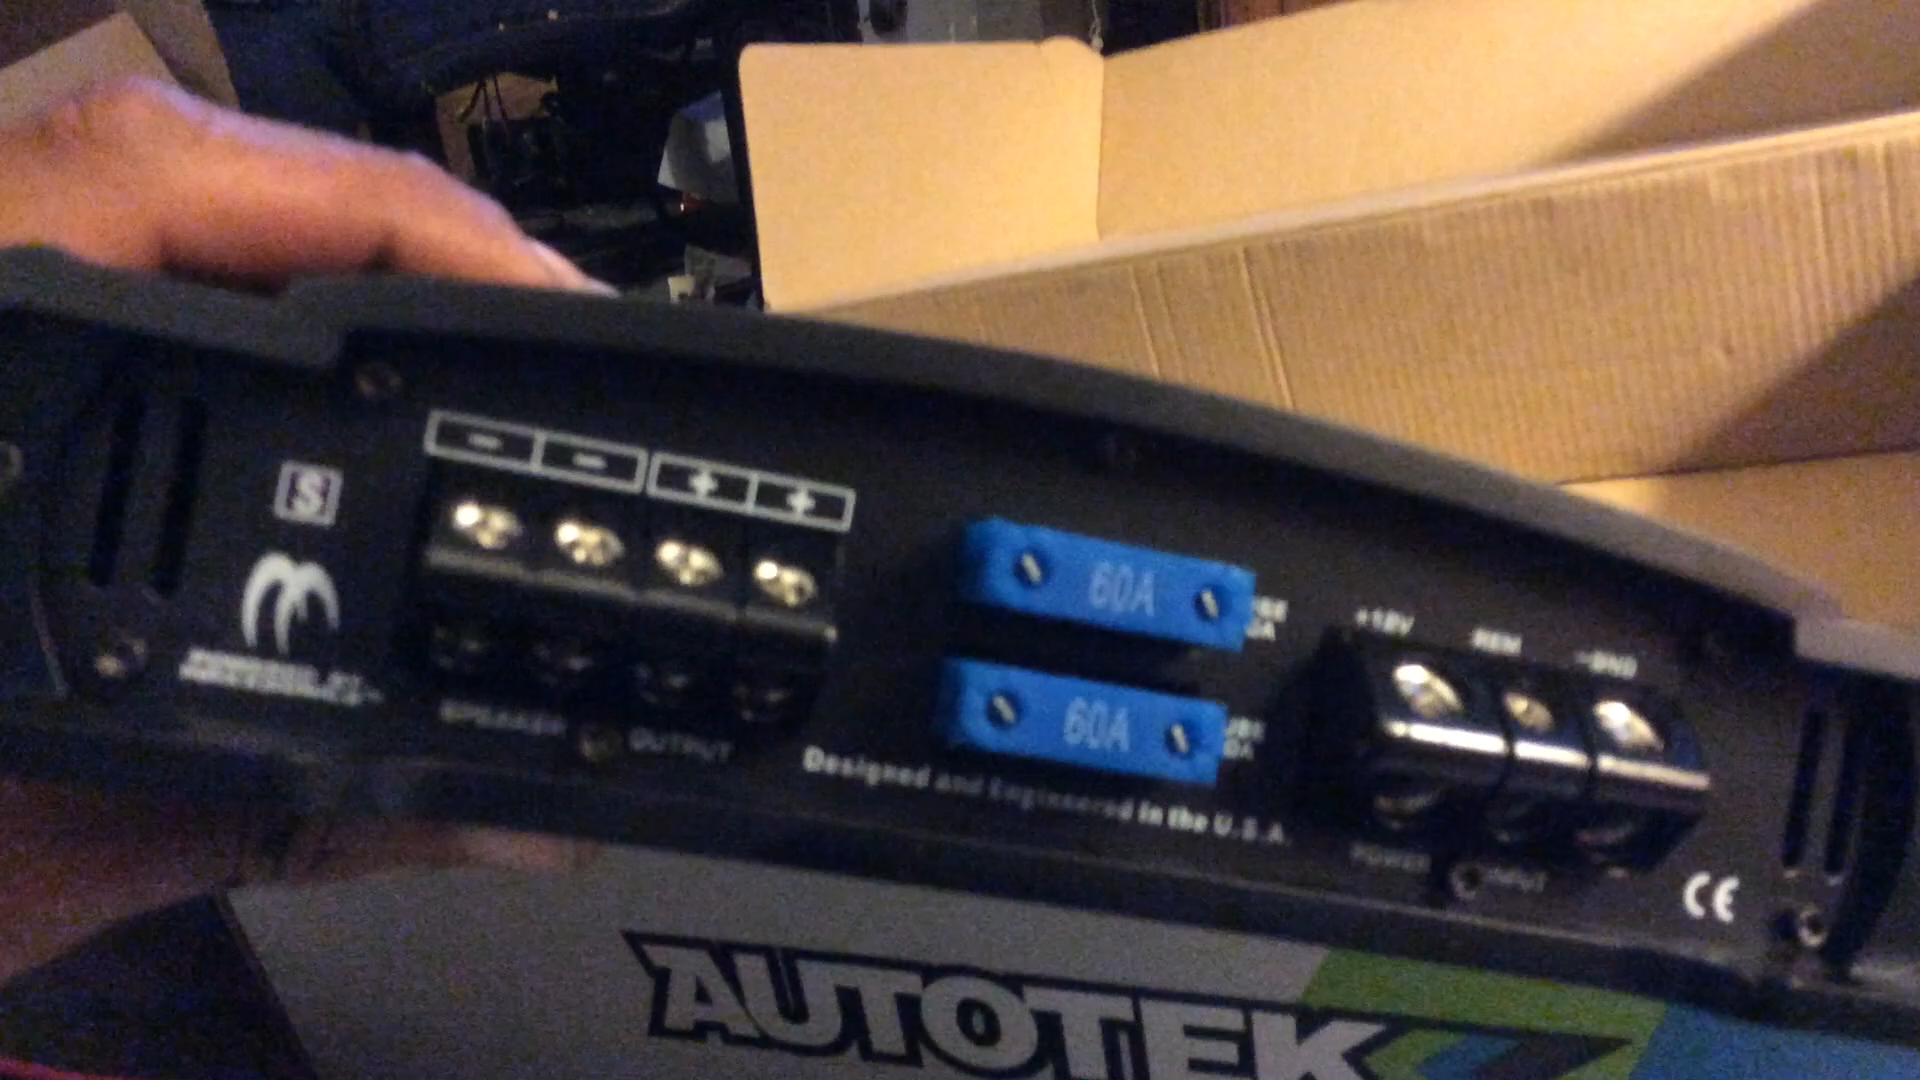 - - + +
S
60A
60A
+12V REM -GND
SPEAKER OUTPUT
Designed and Engineered in the U.S.A.
POWER INPUT
CE
AUTOTEK